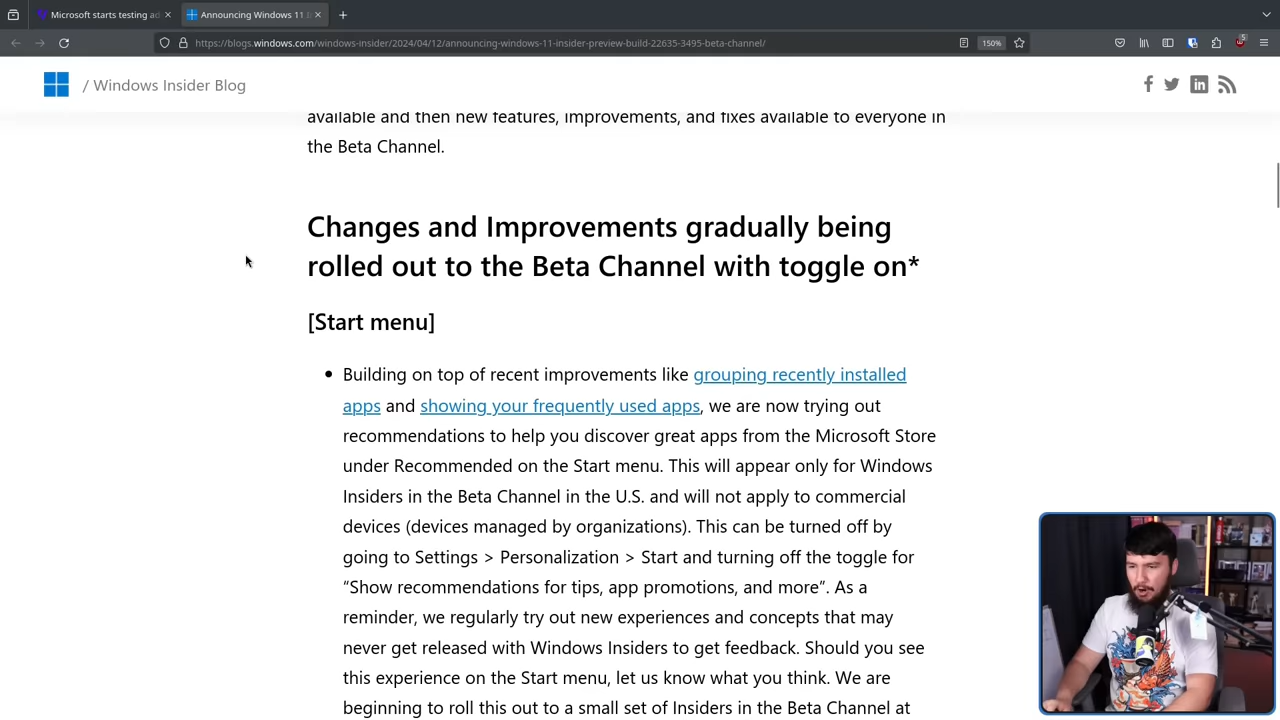 Microsoft starts testing ad
Announcing Windows 11 I
https://blogs.windows.com/windows-insider/2024/04/12/announcing-windows-11-insider-preview-build-22635-3495-beta-channel/
150%
5
/ Windows Insider Blog
available and then new features, improvements, and fixes available to everyone in
the Beta Channel.
Changes and Improvements gradually being
rolled out to the Beta Channel with toggle on*
[Start menu]
• Building on top of recent improvements like grouping recently installed
apps and showing your frequently used apps, we are now trying out
recommendations to help you discover great apps from the Microsoft Store
under Recommended on the Start menu. This will appear only for Windows
Insiders in the Beta Channel in the U.S. and will not apply to commercial
devices (devices managed by organizations). This can be turned off by
going to Settings > Personalization > Start and turning off the toggle for
“Show recommendations for tips, app promotions, and more”. As a
reminder, we regularly try out new experiences and concepts that may
never get released with Windows Insiders to get feedback. Should you see
this experience on the Start menu, let us know what you think. We are
beginning to roll this out to a small set of Insiders in the Beta Channel at